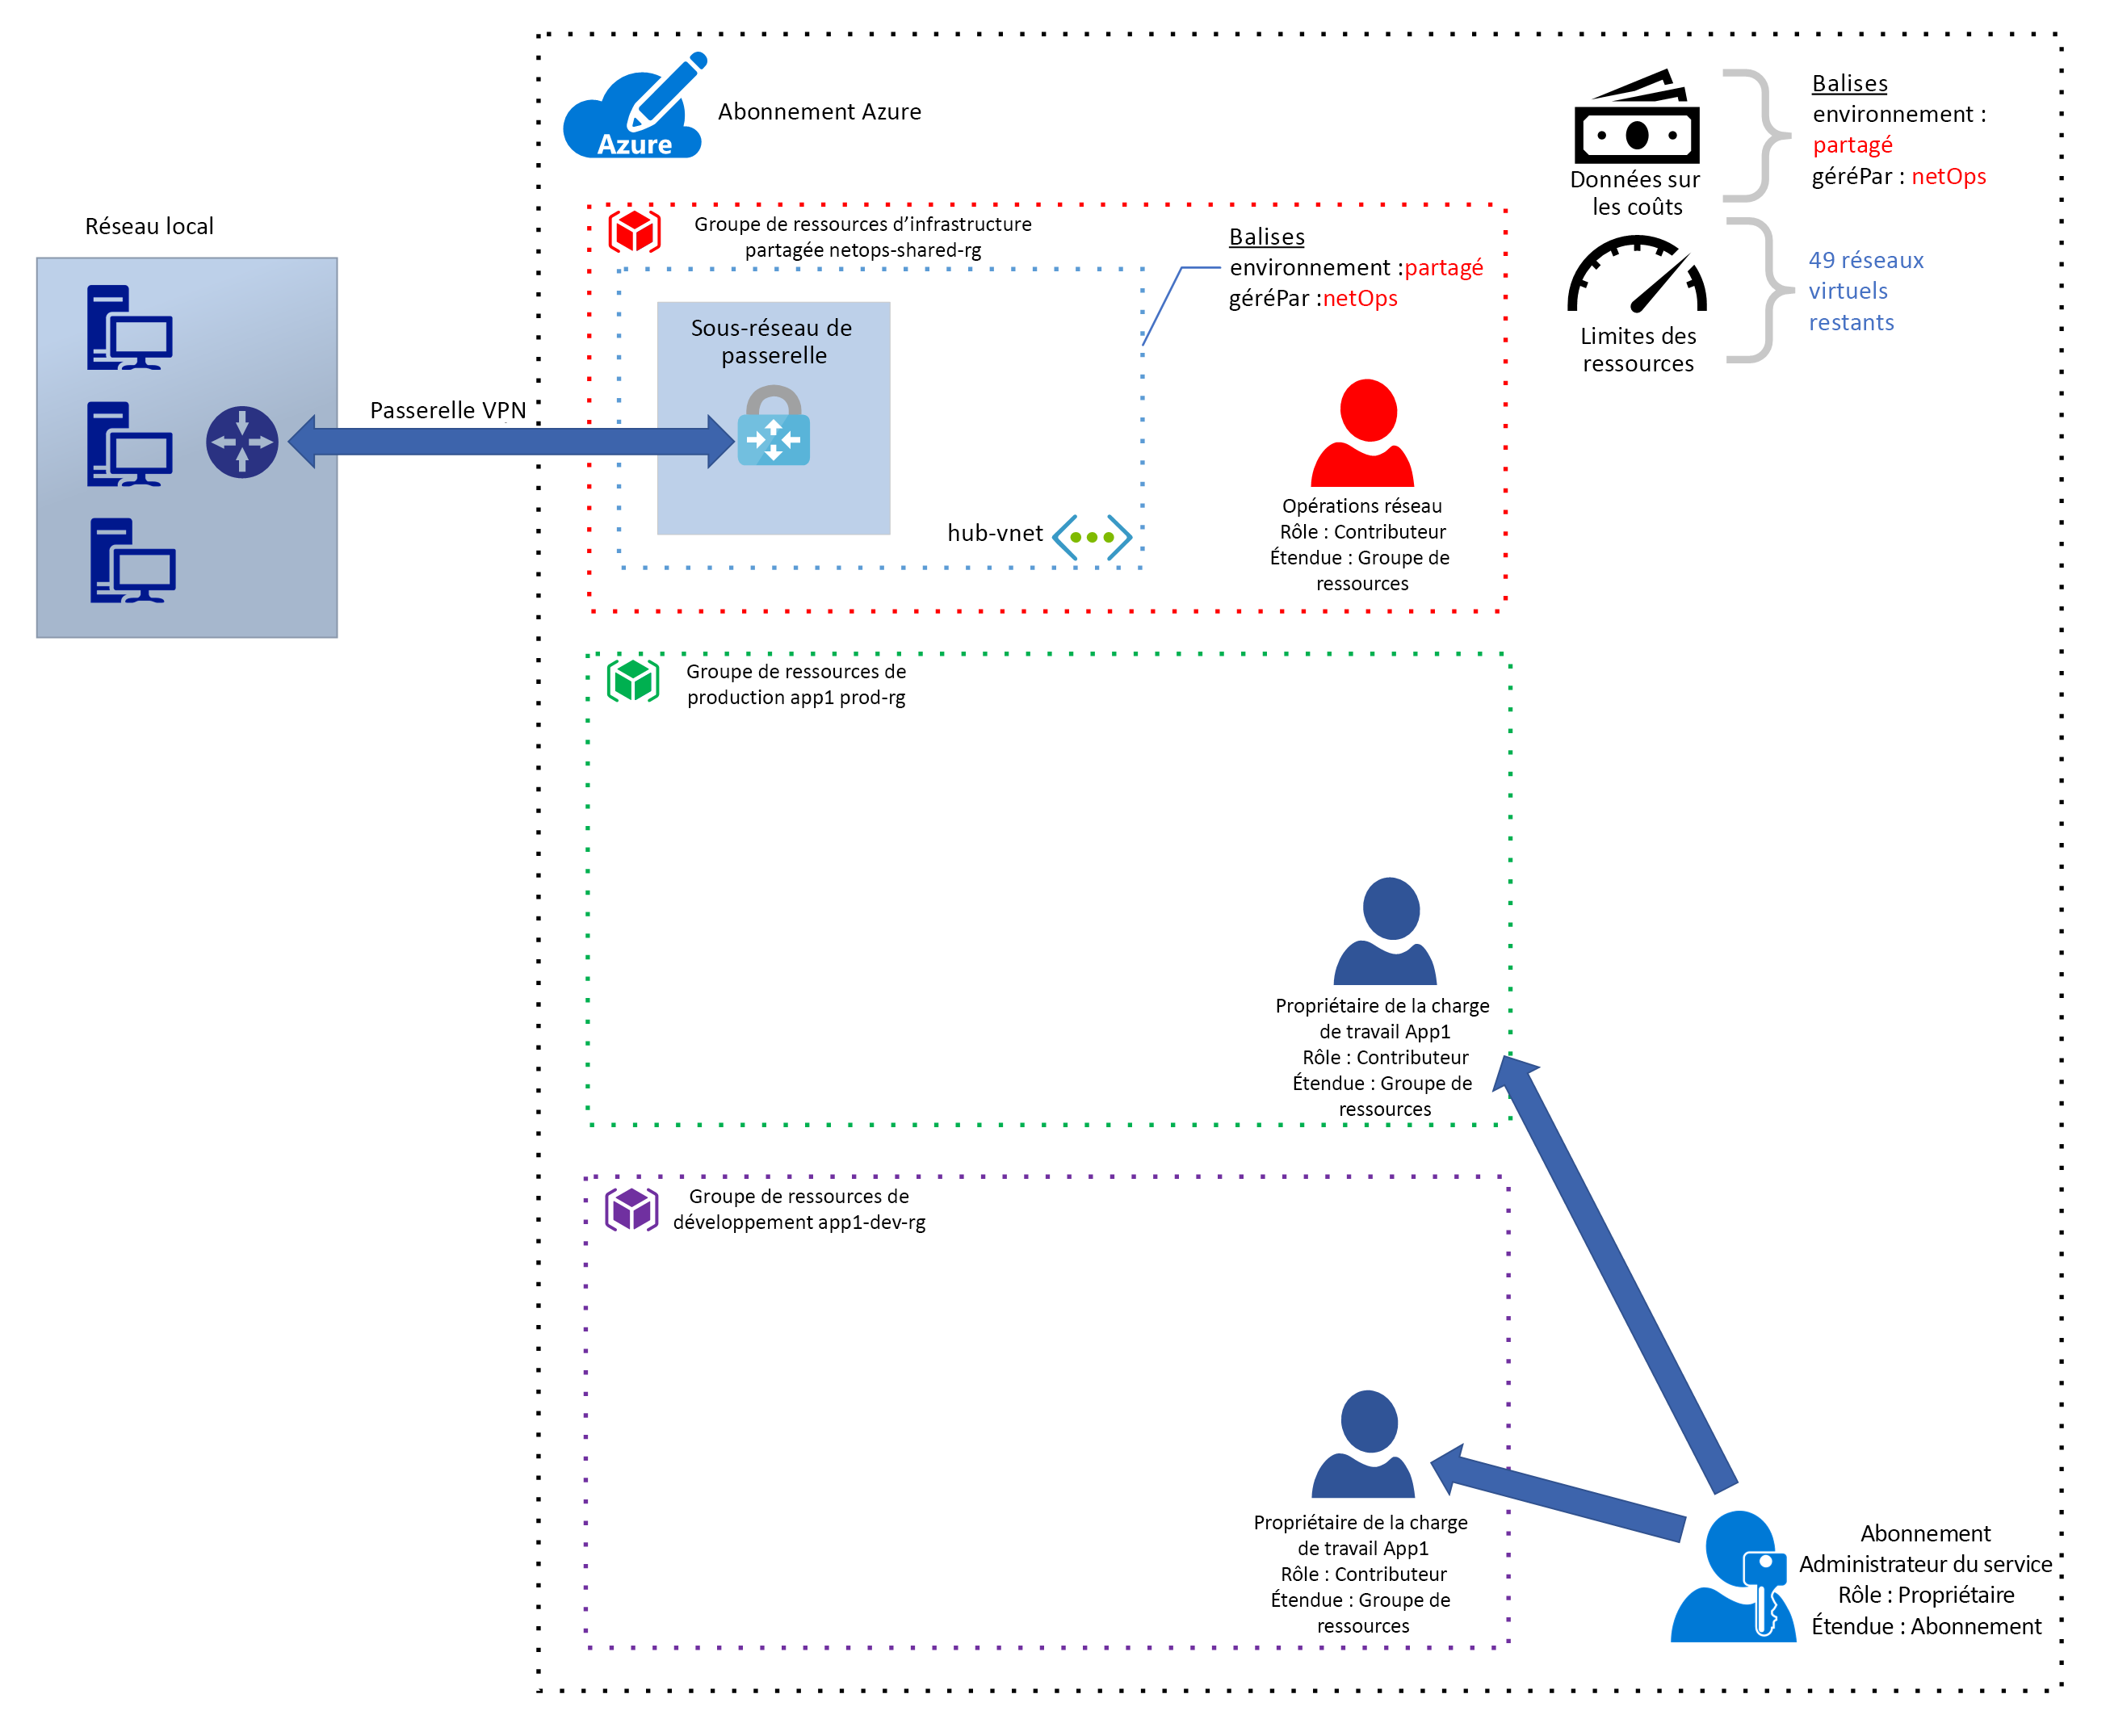 Abonnement Azure
Azure
Données sur
les coûts
Balises
environnement :
partagé
géréPar : netOps
Limites des
ressources
49 réseaux
virtuels
restants
Réseau local
Passerelle VPN
Groupe de ressources d’infrastructure
partagée netops-shared-rg
Balises
environnement :partagé
géréPar :netOps
Sous-réseau de
passerelle
hub-vnet
Opérations réseau
Rôle : Contributeur
Étendue : Groupe de
ressources
Groupe de ressources de
production app1 prod-rg
Propriétaire de la charge
de travail App1
Rôle : Contributeur
Étendue : Groupe de
ressources
Groupe de ressources de
développement app1-dev-rg
Propriétaire de la charge
de travail App1
Rôle : Contributeur
Étendue : Groupe de
ressources
Abonnement
Administrateur du service
Rôle : Propriétaire
Étendue : Abonnement